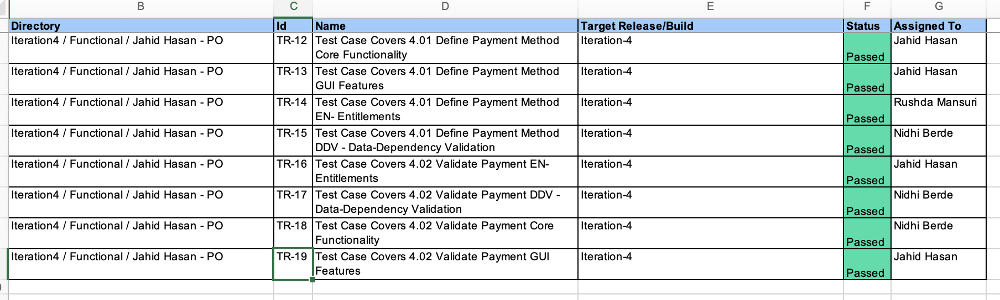 B C D E F G
Directory Id Name Target Release/Build Status Assigned To
Iteration4 / Functional / Jahid Hasan - PO TR-12 Test Case Covers 4.01 Define Payment Method Iteration-4 Jahid Hasan
Core Functionality Passed
Iteration4 / Functional / Jahid Hasan - PO TR-13 Test Case Covers 4.01 Define Payment Method Iteration-4 Jahid Hasan
GUI Features Passed
Iteration4 / Functional / Jahid Hasan - PO TR-14 Test Case Covers 4.01 Define Payment Method Iteration-4 Rushda Mansuri
EN- Entitlements Passed
Iteration4 / Functional / Jahid Hasan - PO TR-15 Test Case Covers 4.01 Define Payment Method Iteration-4 Nidhi Berde
DDV - Data-Dependency Validation Passed
Iteration4 / Functional / Jahid Hasan - PO TR-16 Test Case Covers 4.02 Validate Payment EN- Iteration-4 Jahid Hasan
Entitlements Passed
Iteration4 / Functional / Jahid Hasan - PO TR-17 Test Case Covers 4.02 Validate Payment DDV - Iteration-4 Nidhi Berde
Data-Dependency Validation Passed
Iteration4 / Functional / Jahid Hasan - PO TR-18 Test Case Covers 4.02 Validate Payment Core Iteration-4 Nidhi Berde
Functionality Passed
Iteration4 / Functional / Jahid Hasan - PO TR-19 Test Case Covers 4.02 Validate Payment GUI Iteration-4 Jahid Hasan
Features Passed